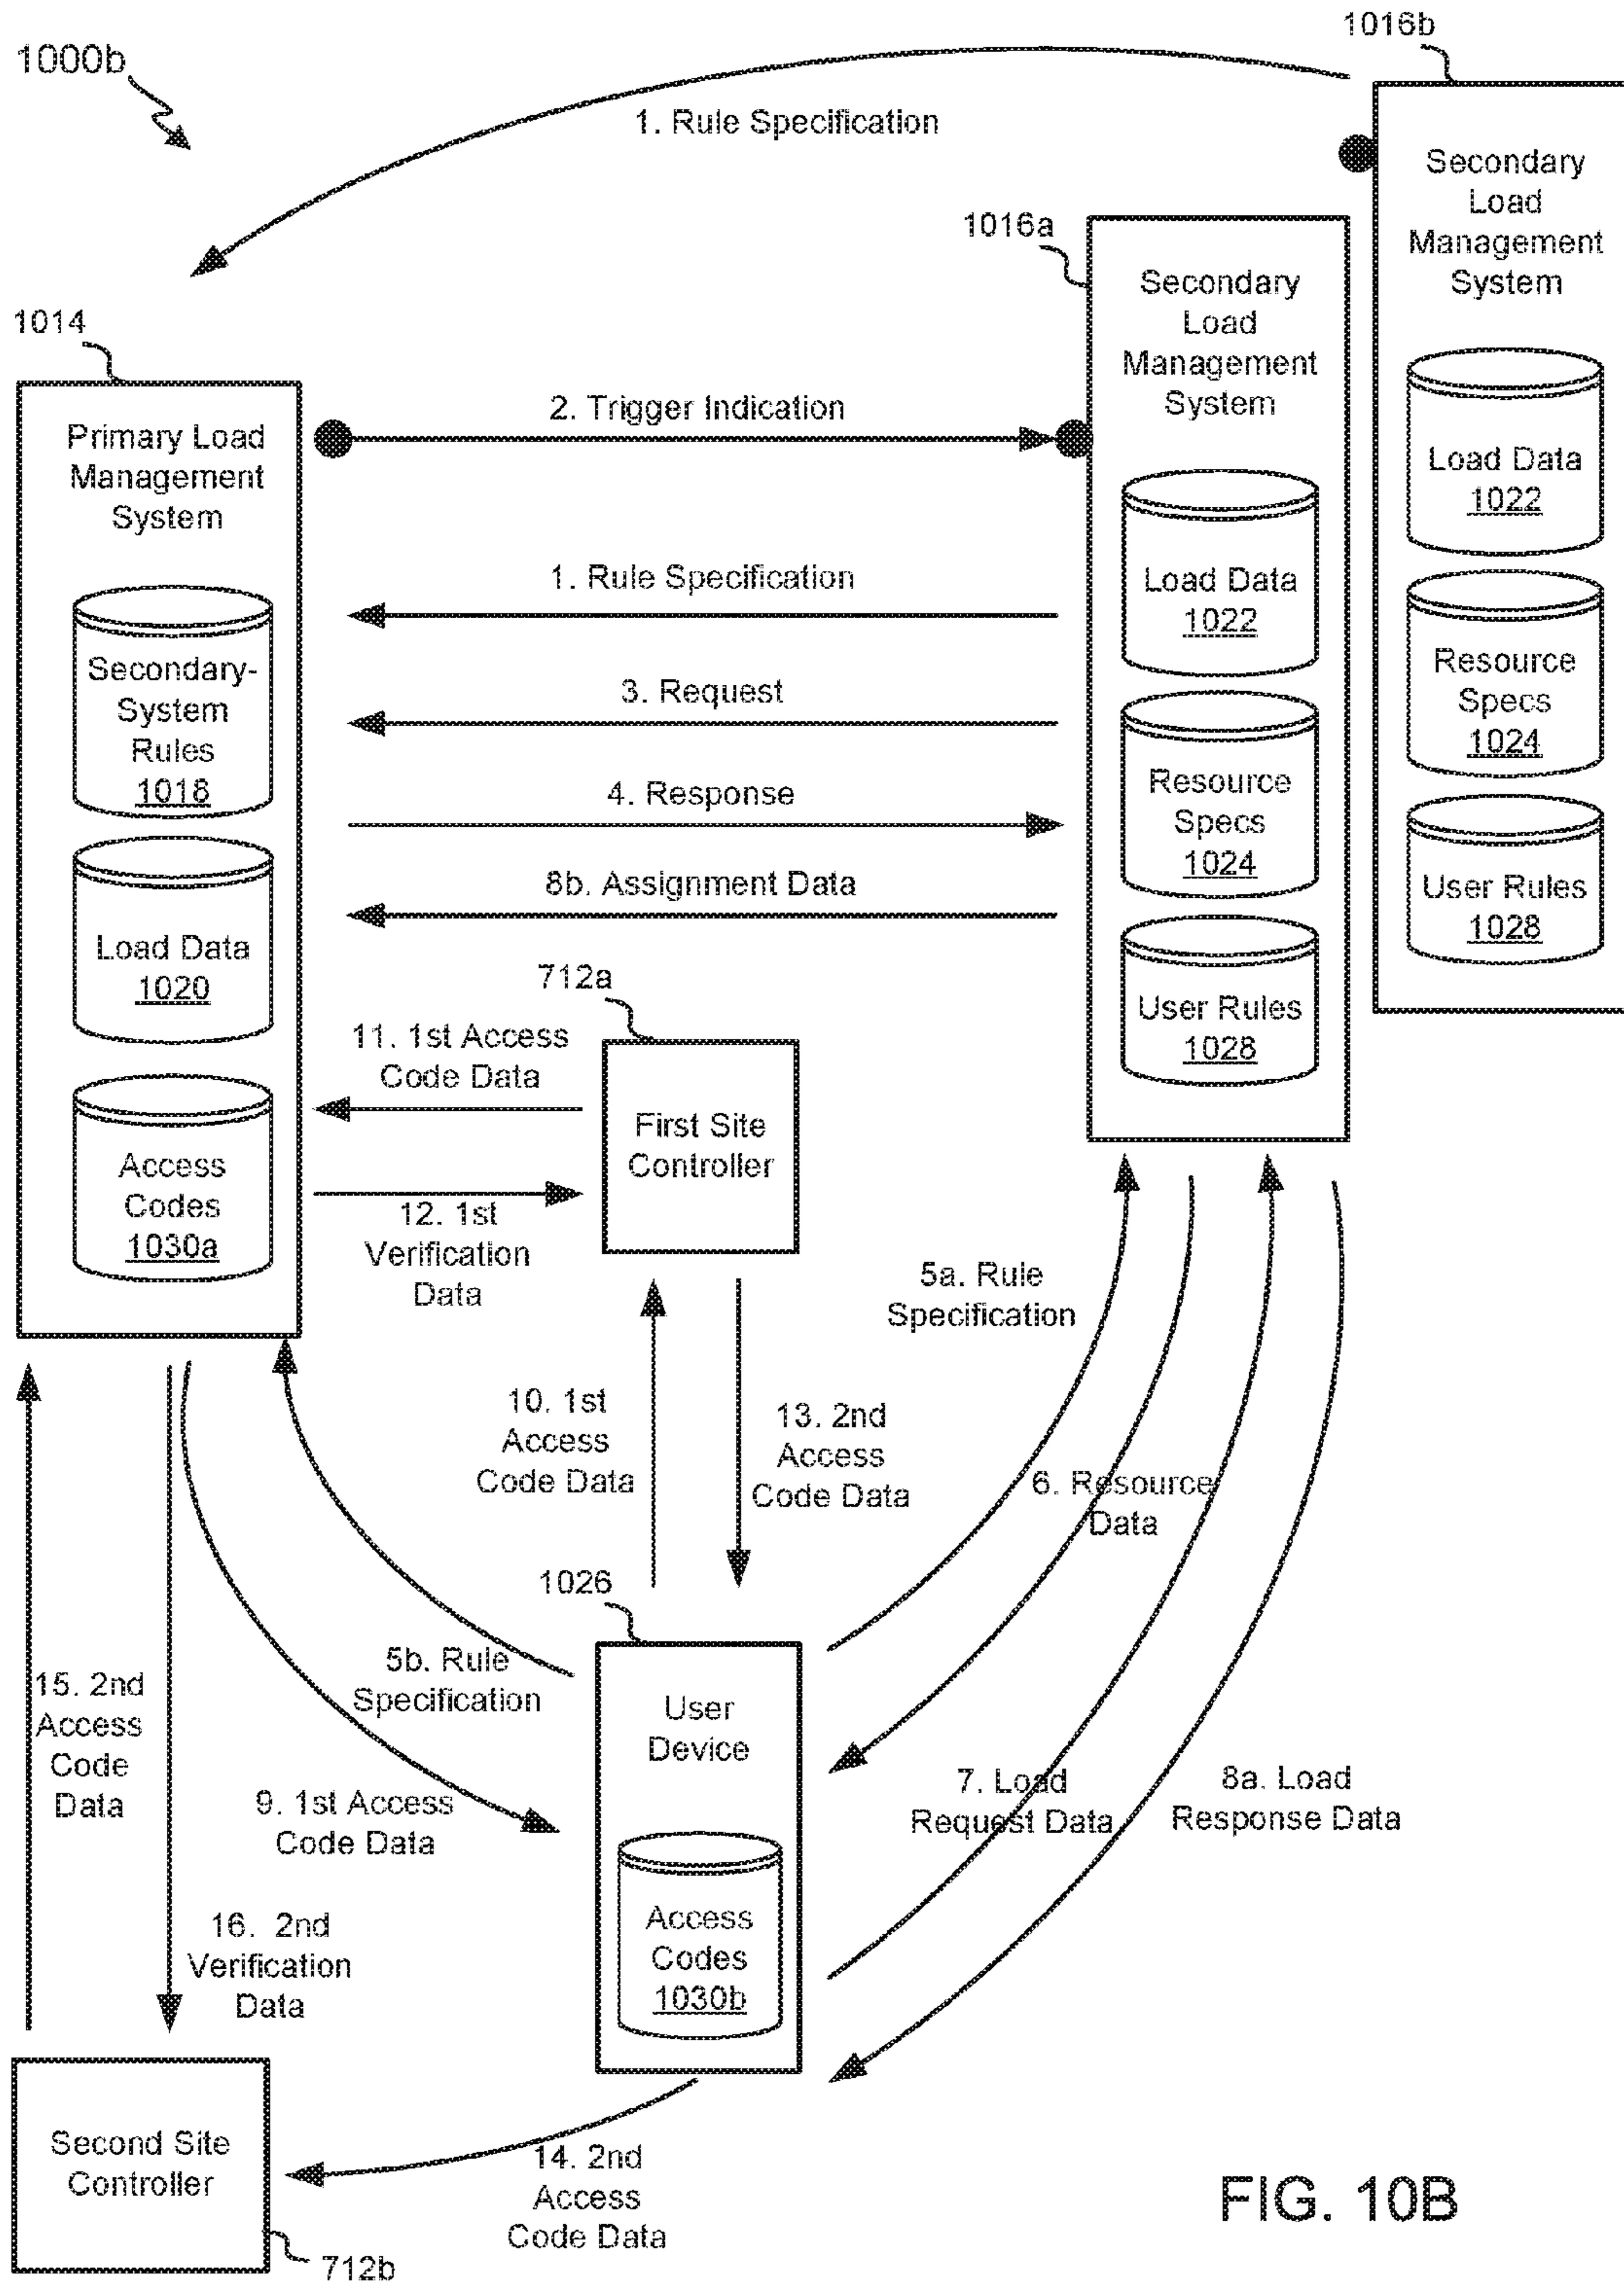 1000b
1016b
1. Rule Specification
Secondary
Load
Management
System
Load Data
1022
Resource
Specs
1024
User Rules
1028
1016a
Secondary
Load
Management
System
Load Data
1022
Resource
Specs
1024
User Rules
1028
1014
Primary Load
Management
System
Secondary-
System
Rules
1018
Load Data
1020
Access
Codes
1030a
2. Trigger Indication
1. Rule Specification
3. Request
4. Response
8b. Assignment Data
712a
11. 1st Access
Code Data
First Site
Controller
12. 1st
Verification
Data
5a. Rule
Specification
10. 1st
Access
Code Data
13. 2nd
Access
Code Data
6. Resource
Data
1026
5b. Rule
Specification
User
Device
15. 2nd
Access
Code
Data
9. 1st Access
Code Data
7. Load
Request Data
8a. Load
Response Data
Access
Codes
1030b
16. 2nd
Verification
Data
Second Site
Controller
14. 2nd
Access
Code Data
712b
FIG. 10B